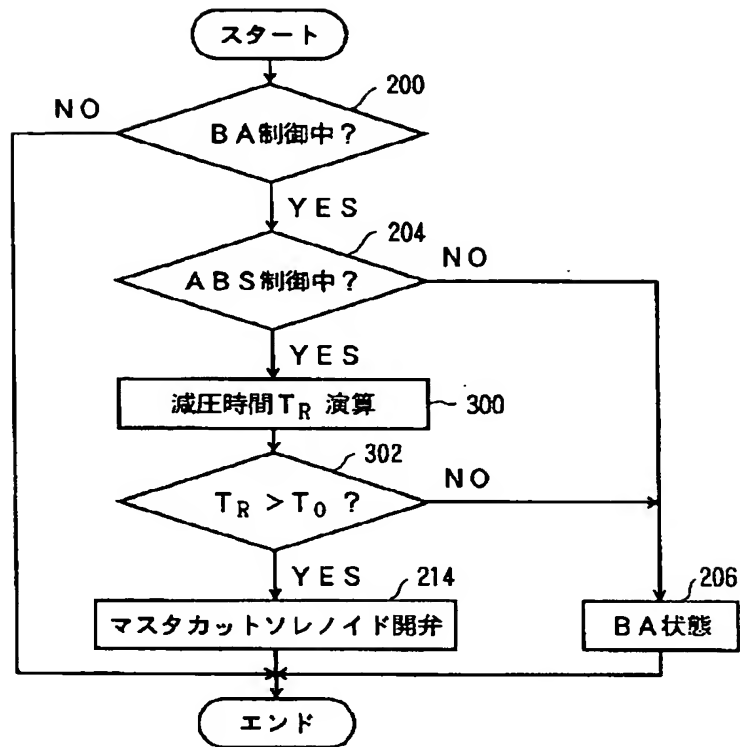 スタート
200
NO
BA制御中?
YES
204
NO
ABS制御中?
YES
減圧時間TR 演算
300
302
NO
TR>TO ?
YES
214
206
マスタカットソレノイド開弁
BA状態
エンド